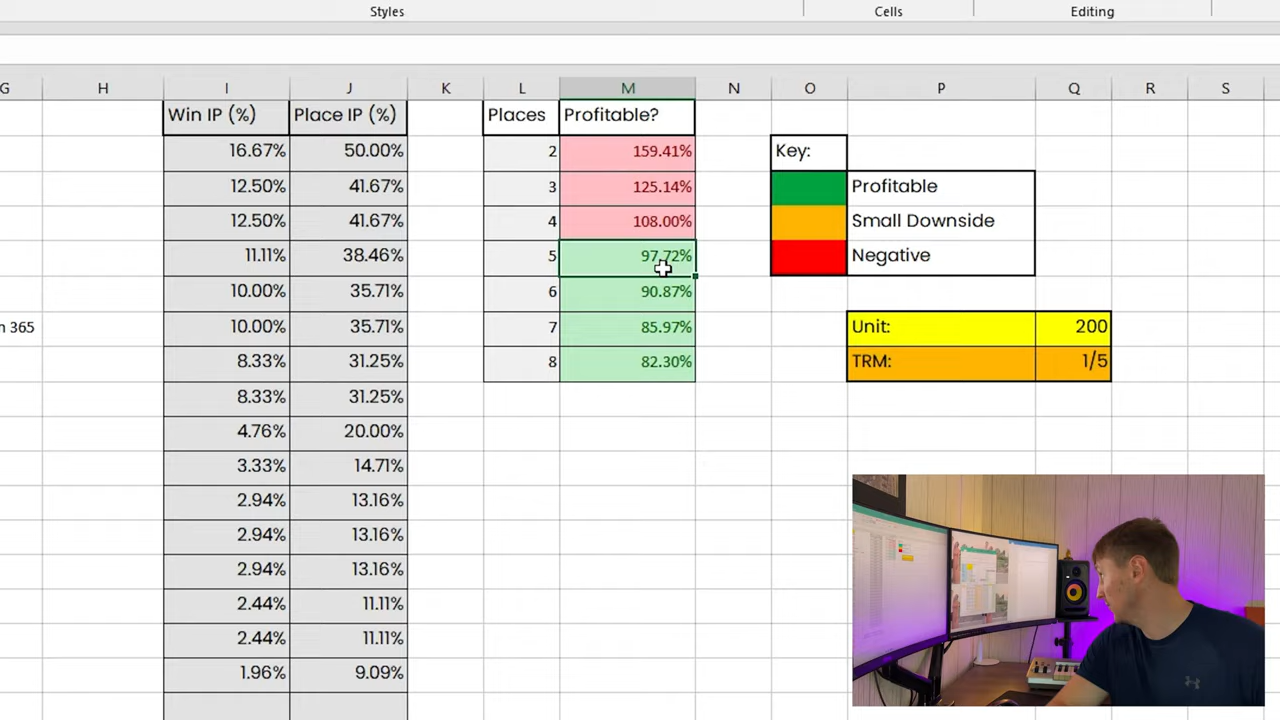 Styles
Cells
Editing
G H I J K L M N O P Q R S
Win IP (%) Place IP (%) Places Profitable?
16.67% 50.00% 2 159.41% Key:
12.50% 41.67% 3 125.14% Profitable
12.50% 41.67% 4 108.00% Small Downside
11.11% 38.46% 5 97.72% Negative
10.00% 35.71% 6 90.87%
n 365 10.00% 35.71% 7 85.97% Unit: 200
8.33% 31.25% 8 82.30% TRM: 1/5
8.33% 31.25%
4.76% 20.00%
3.33% 14.71%
2.94% 13.16%
2.94% 13.16%
2.94% 13.16%
2.44% 11.11%
2.44% 11.11%
1.96% 9.09%